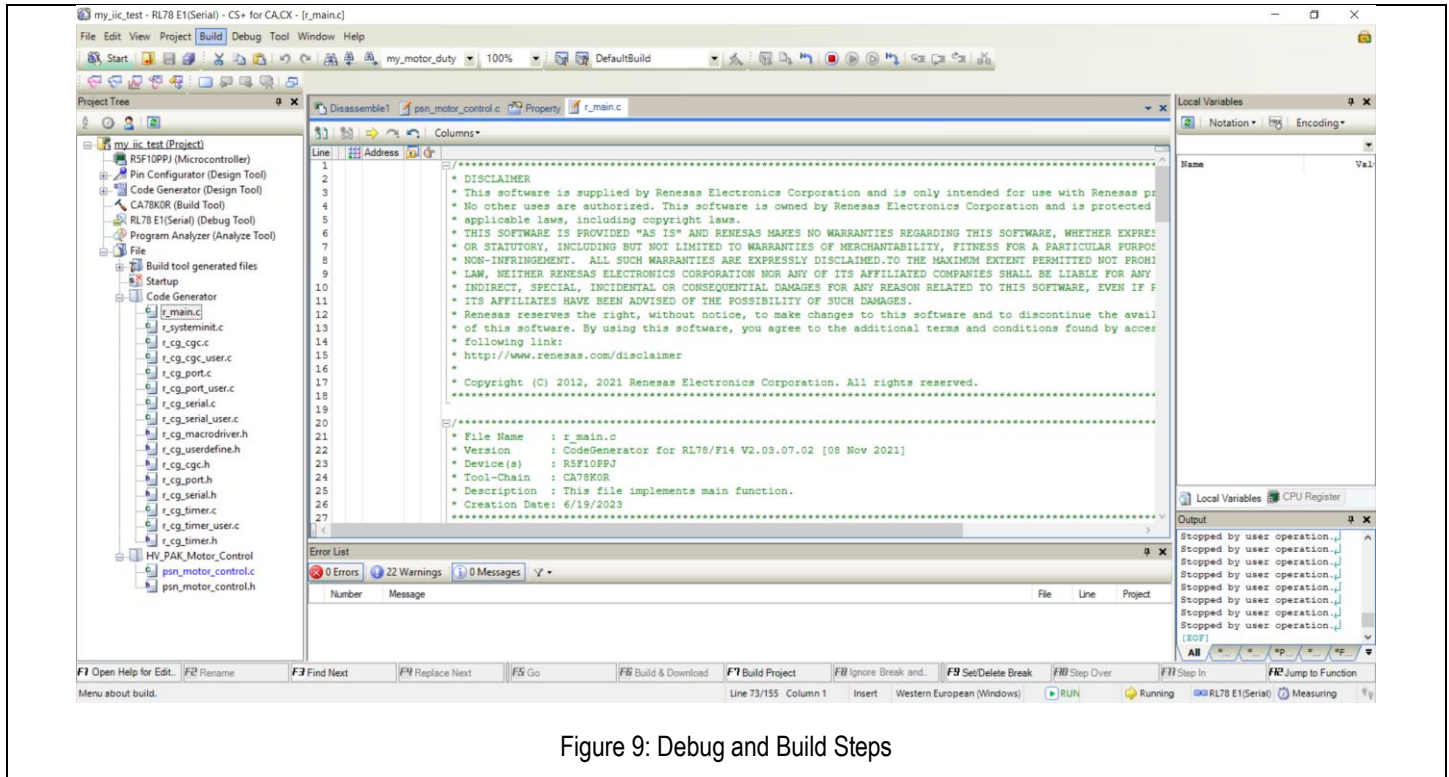 my_iic_test - RL78 E1(Serial) - CS+ for CA,CX - [r_main.c]
File Edit View Project Build Debug Tool Window Help
Start my_motor_duty 100% DefaultBuild
Project Tree
my_iic_test (Project)
R5F10PPJ (Microcontroller)
Pin Configurator (Design Tool)
Code Generator (Design Tool)
CA78K0R (Build Tool)
RL78 E1(Serial) (Debug Tool)
Program Analyzer (Analyze Tool)
File
Build tool generated files
Startup
Code Generator
r_main.c
r_systeminit.c
r_cg_cgc.c
r_cg_cgc_user.c
r_cg_port.c
r_cg_port_user.c
r_cg_serial.c
r_cg_serial_user.c
r_cg_macrodriver.h
r_cg_userdefine.h
r_cg_cgc.h
r_cg_port.h
r_cg_serial.h
r_cg_timer.c
r_cg_timer_user.c
r_cg_timer.h
HV_PAK_Motor_Control
psn_motor_control.c
psn_motor_control.h
Disassemble1 psn_motor_control.c Property r_main.c
Columns
Line Address
1 /******************************************************************************
2 * DISCLAIMER
3 * This software is supplied by Renesas Electronics Corporation and is only intended for use with Renesas pr
4 * No other uses are authorized. This software is owned by Renesas Electronics Corporation and is protected
5 * applicable laws, including copyright laws.
6 * THIS SOFTWARE IS PROVIDED "AS IS" AND RENESAS MAKES NO WARRANTIES REGARDING THIS SOFTWARE, WHETHER EXPRES
7 * OR STATUTORY, INCLUDING BUT NOT LIMITED TO WARRANTIES OF MERCHANTABILITY, FITNESS FOR A PARTICULAR PURPOS
8 * NON-INFRINGEMENT. ALL SUCH WARRANTIES ARE EXPRESSLY DISCLAIMED.TO THE MAXIMUM EXTENT PERMITTED NOT PROHI
9 * LAW, NEITHER RENESAS ELECTRONICS CORPORATION NOR ANY OF ITS AFFILIATED COMPANIES SHALL BE LIABLE FOR ANY
10 * INDIRECT, SPECIAL, INCIDENTAL OR CONSEQUENTIAL DAMAGES FOR ANY REASON RELATED TO THIS SOFTWARE, EVEN IF
11 * ITS AFFILIATES HAVE BEEN ADVISED OF THE POSSIBILITY OF SUCH DAMAGES.
12 * Renesas reserves the right, without notice, to make changes to this software and to discontinue the avail
13 * of this software. By using this software, you agree to the additional terms and conditions found by acces
14 * following link:
15 * http://www.renesas.com/disclaimer
16 *
17 * Copyright (C) 2012, 2021 Renesas Electronics Corporation. All rights reserved.
18 ******************************************************************************
19
20 /******************************************************************************
21 * File Name : r_main.c
22 * Version : CodeGenerator for RL78/F14 V2.03.07.02 [08 Nov 2021]
23 * Device(s) : R5F10PPJ
24 * Tool-Chain : CA78K0R
25 * Description : This file implements main function.
26 * Creation Date: 6/19/2023
27 ******************************************************************************
Error List
0 Errors 22 Warnings 0 Messages
Number Message File Line Project
Local Variables
Notation Encoding
Name Val
Local Variables CPU Register
Output
Stopped by user operation.
Stopped by user operation.
Stopped by user operation.
Stopped by user operation.
Stopped by user operation.
Stopped by user operation.
Stopped by user operation.
Stopped by user operation.
[EOF]
All *... *... *P... *... *F...
F1 Open Help for Edit.. F2 Rename F3 Find Next F4 Replace Next F5 Go F6 Build & Download F7 Build Project F8 Ignore Break and.. F9 Set/Delete Break F10 Step Over F11 Step In F12 Jump to Function
Menu about build. Line 73/155 Column 1 Insert Western European (Windows) RUN Running RL78 E1(Serial) Measuring
Figure 9: Debug and Build Steps